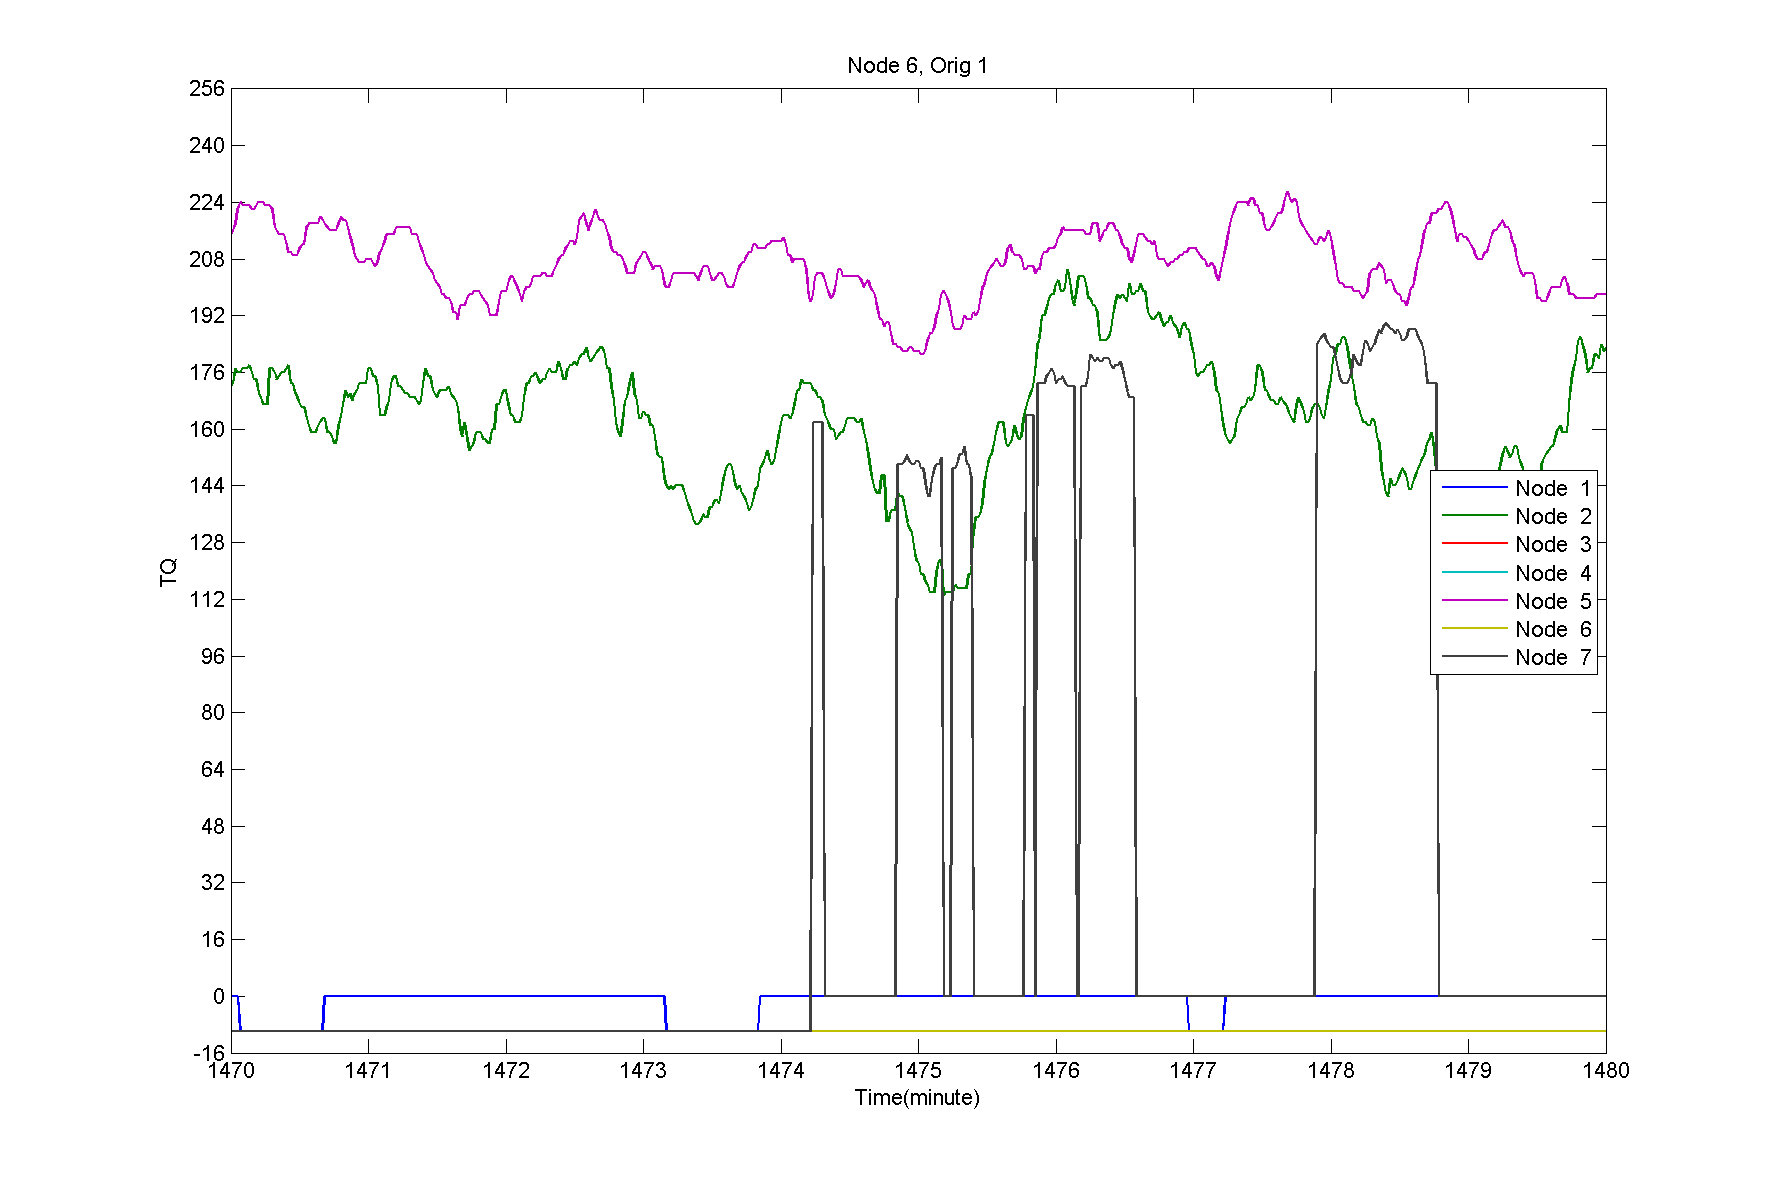 Node 6, Orig 1
256
240
224
208
192
176
160
144
128
112
96
80
64
48
32
16
0
-16
TQ
Node 1
Node 2
Node 3
Node 4
Node 5
Node 6
Node 7
1470 1471 1472 1473 1474 1475 1476 1477 1478 1479 1480
Time(minute)